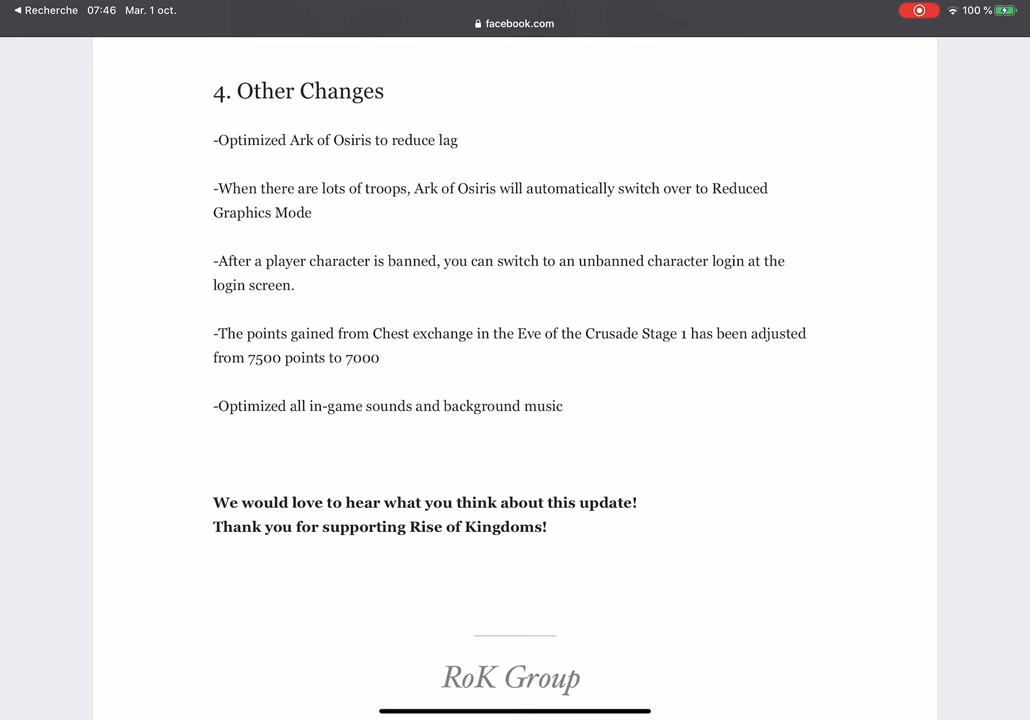 ◀ Recherche 07:46 Mar. 1 oct. 100 %
facebook.com
4. Other Changes
-Optimized Ark of Osiris to reduce lag
-When there are lots of troops, Ark of Osiris will automatically switch over to Reduced
Graphics Mode
-After a player character is banned, you can switch to an unbanned character login at the
login screen.
-The points gained from Chest exchange in the Eve of the Crusade Stage 1 has been adjusted
from 7500 points to 7000
-Optimized all in-game sounds and background music
We would love to hear what you think about this update!
Thank you for supporting Rise of Kingdoms!
RoK Group